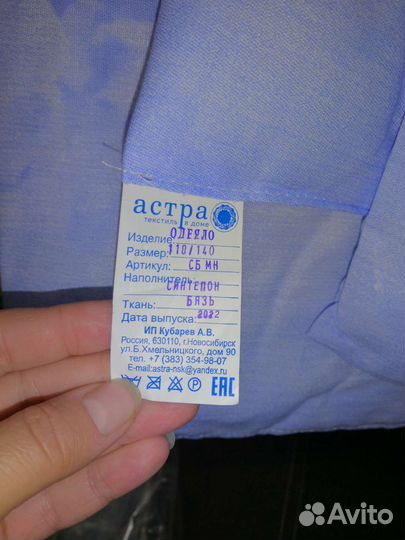 астра
текстиль в доме
Изделие: ОДЕЯЛО
Размер: 110/140
Артикул: СБ МН
Наполнитель: СИНТЕПОН
Ткань: БЯЗЬ
Дата выпуска: 2022
ИП Кубарев А.В.
Россия, 630110, г.Новосибирск
ул.Б.Хмельницкого, дом 90
тел. +7 (383) 354-98-07
E-mail:astra-nsk@yandex.ru
ЕАС
Avito